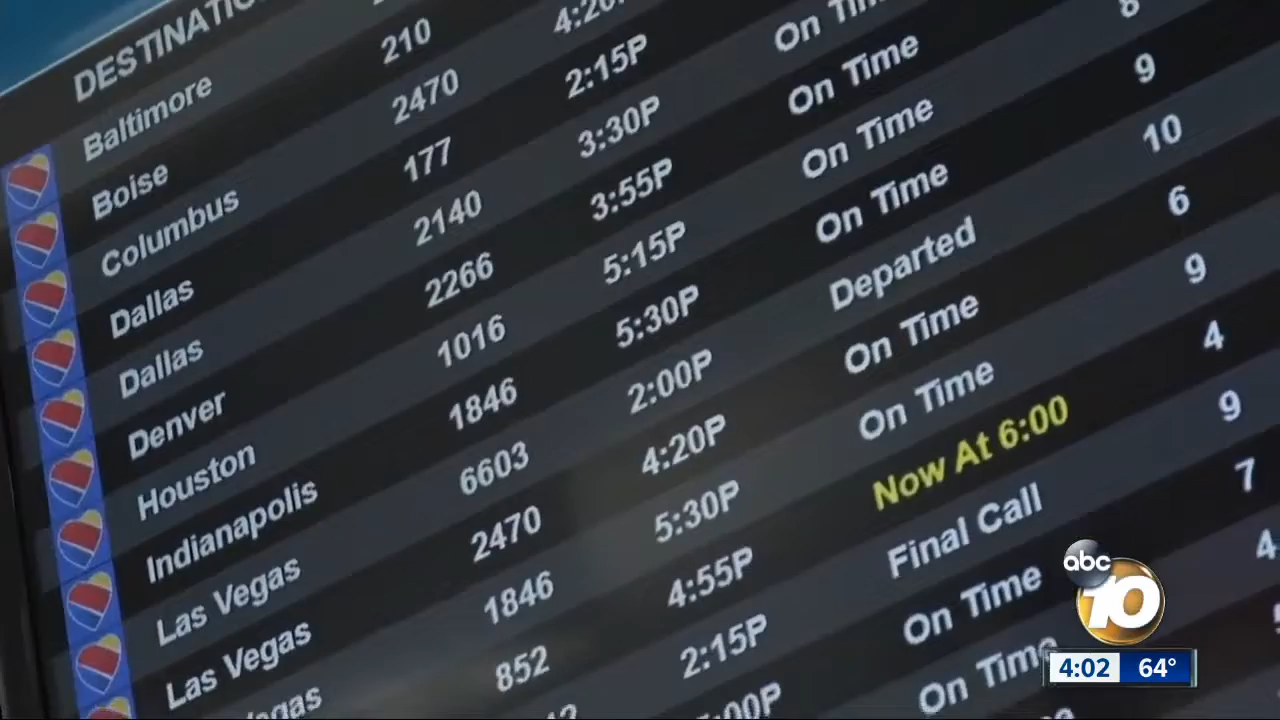 DESTINATIO
Baltimore
Boise 210
Columbus 2470 4:20
Dallas 177 2:15P
Dallas 2140 3:30P On Tim
Denver 2266 3:55P On Time
Houston 1016 5:15P On Time 8
Indianapolis 1846 5:30P On Time 9
Las Vegas 6603 2:00P Departed 10
Las Vegas 2470 4:20P On Time 6
egas 1846 5:30P On Time 9
852 4:55P Now At 6:00 4
2:15P Final Call 9
:00P On Time 7
On Time 4
abc
10
4:02 64°